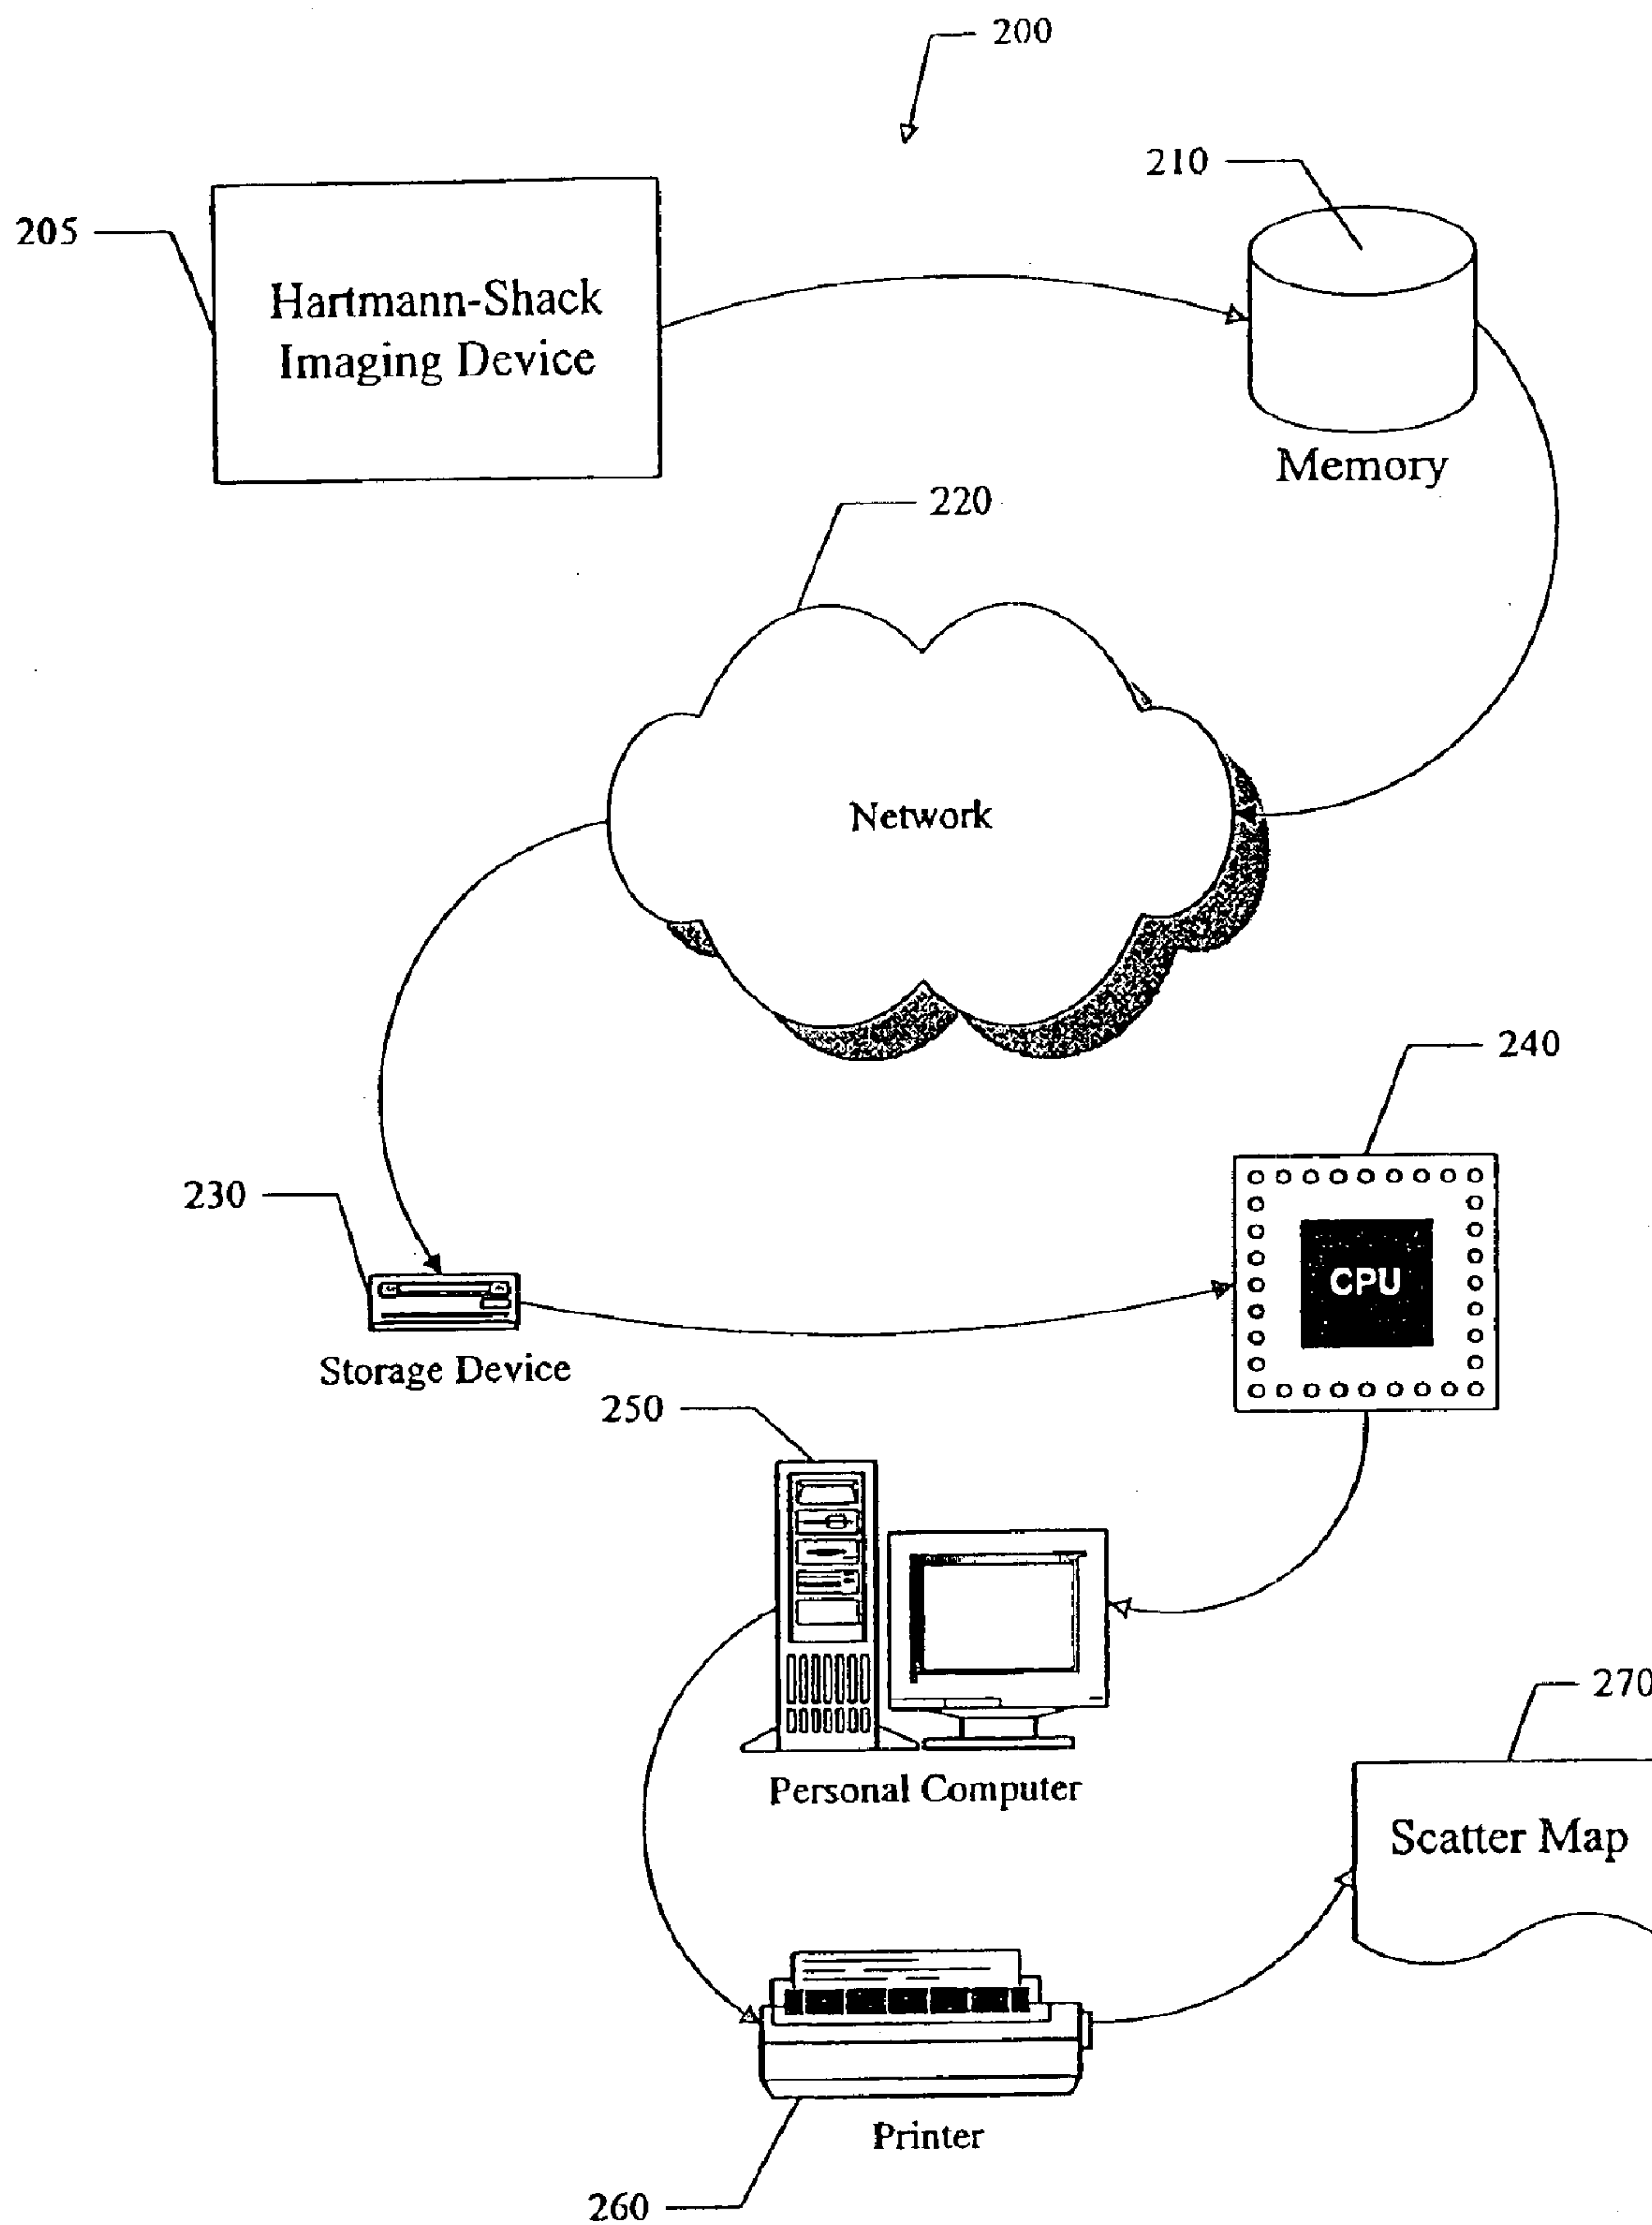 200
210
205
Hartmann-Shack
Imaging Device
Memory
220
Network
240
230
CPU
Storage Device
250
270
Personal Computer
Scatter Map
Printer
260